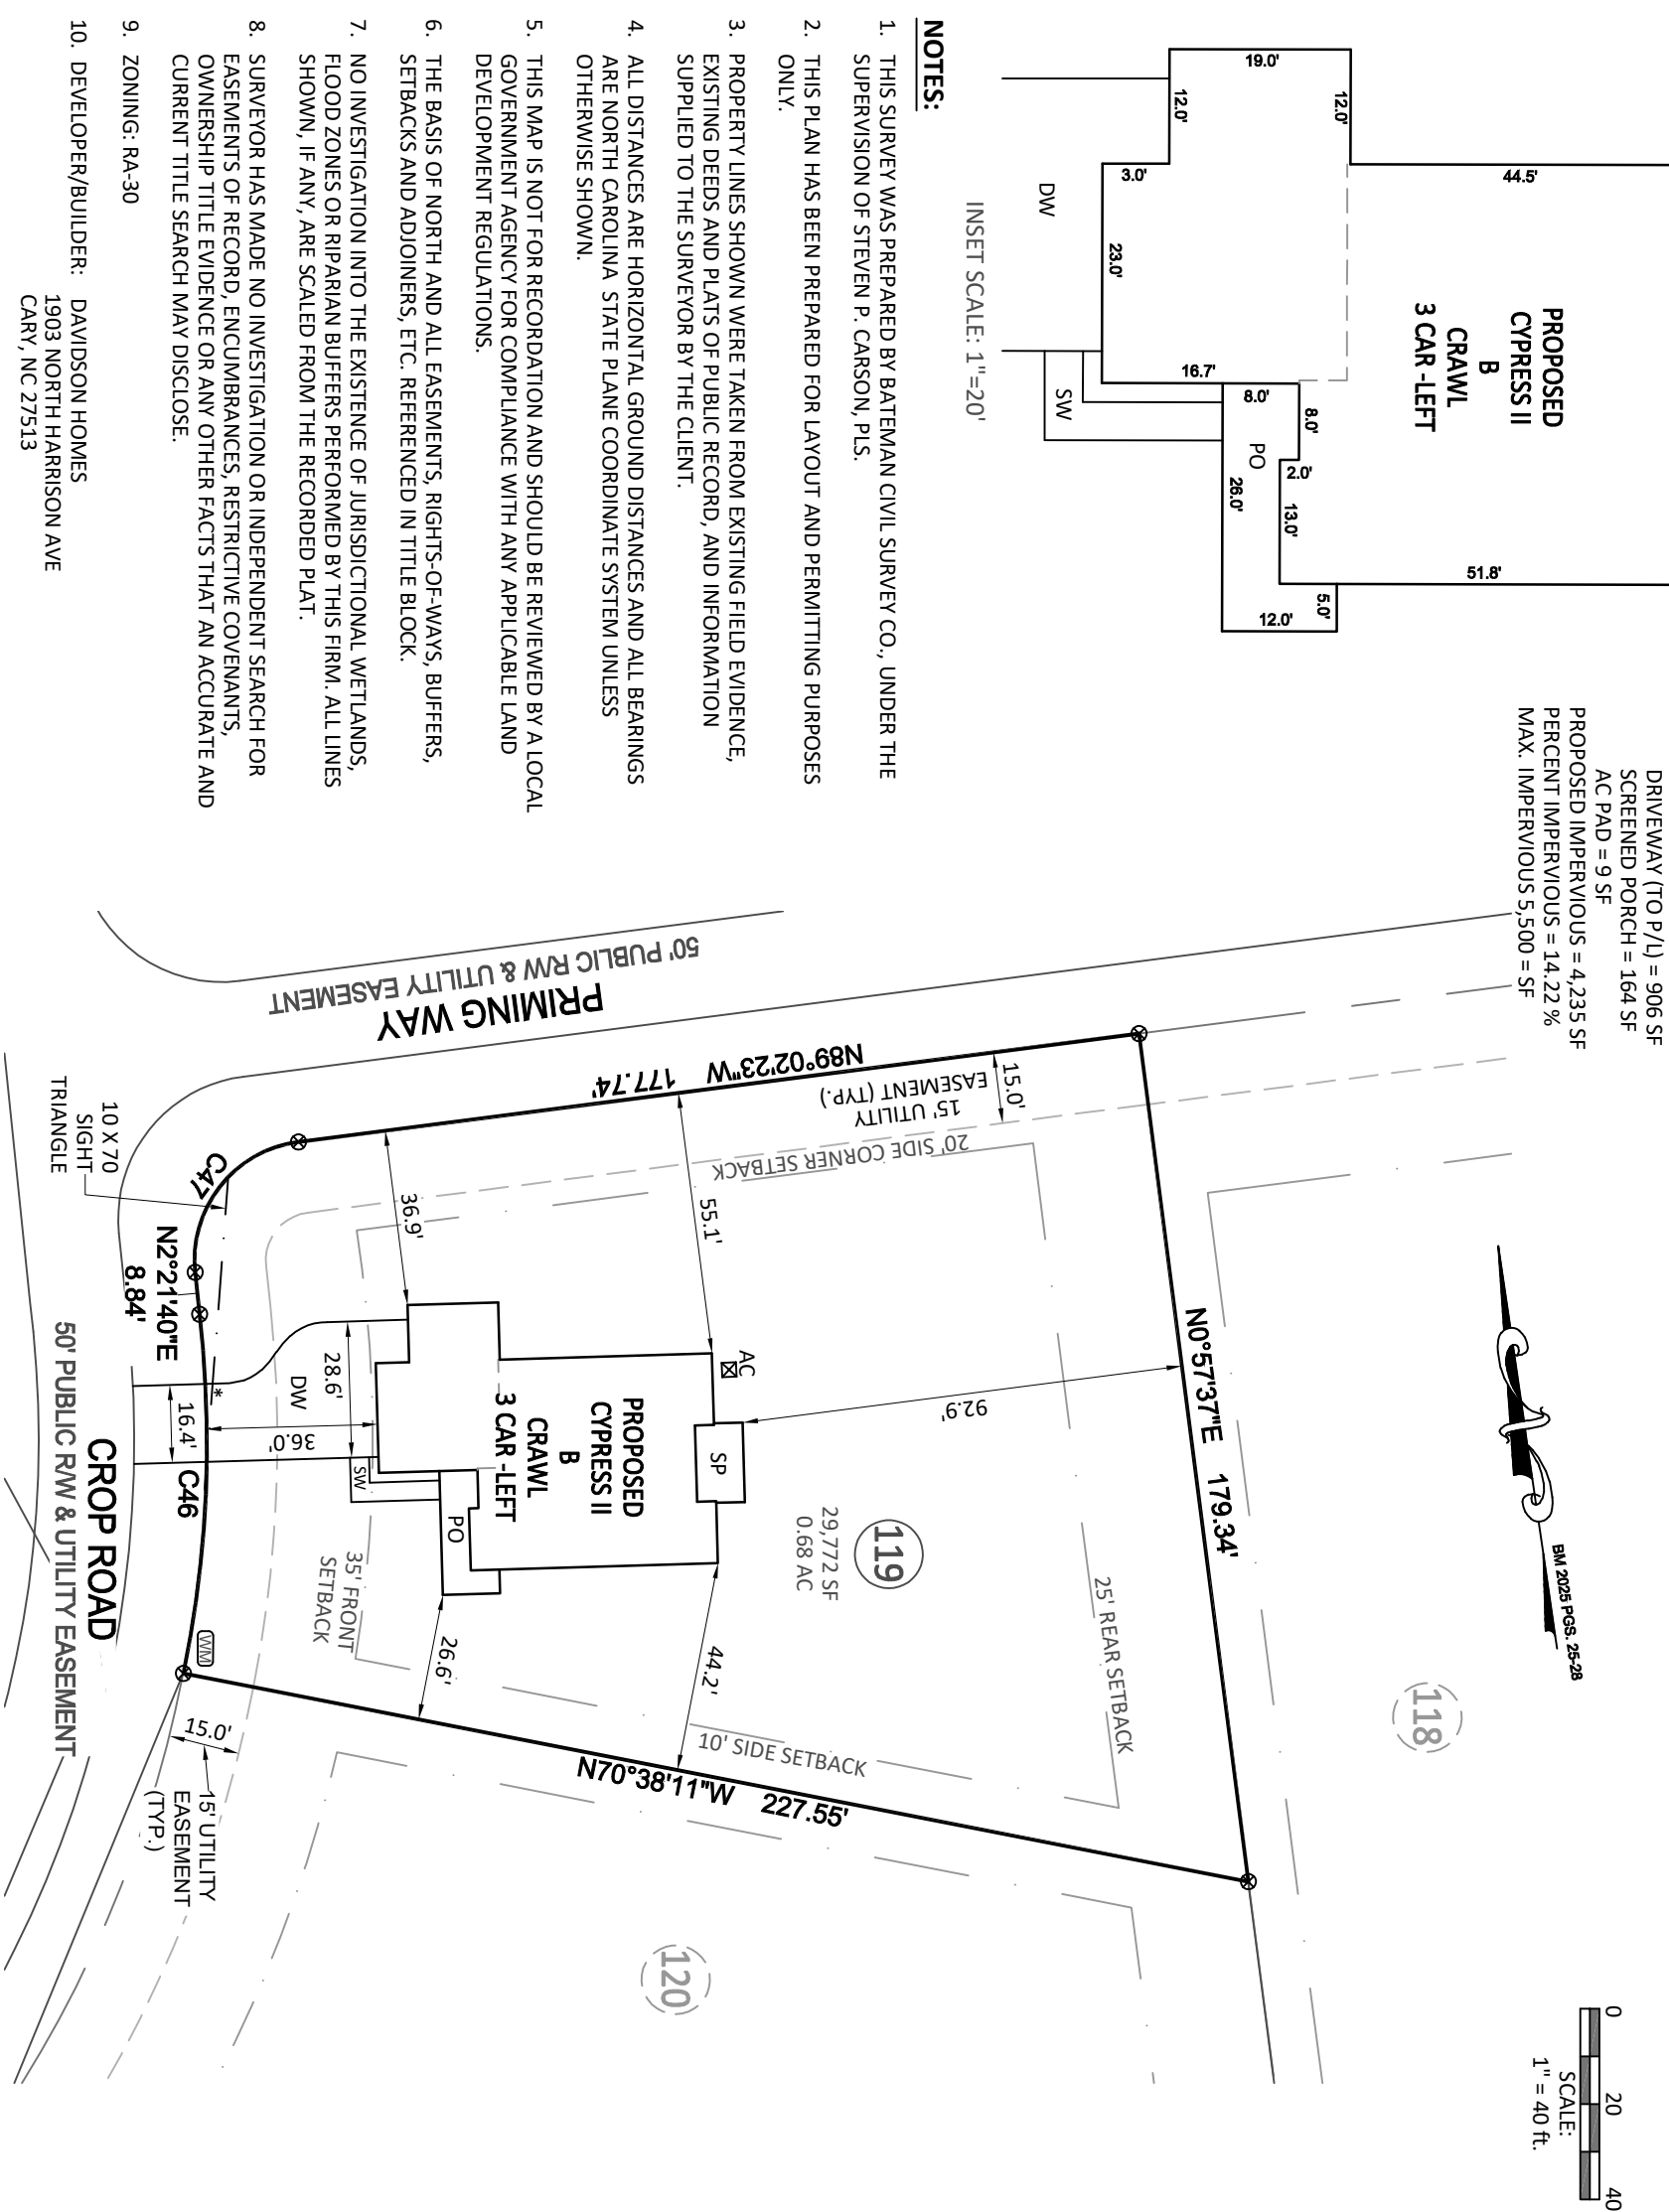 DRIVEWAY (TO P/L) = 906 SF
SCREENED PORCH = 164 SF
AC PAD = 9 SF
PROPOSED IMPERVIOUS = 4,235 SF
PERCENT IMPERVIOUS = 14.22 %
MAX. IMPERVIOUS 5,500 = SF
0 20 40
SCALE:
1" = 40 ft.
BM 2025 PGS. 25-28
44.5'
12.0'
19.0'
12.0'
3.0'
23.0'
16.7'
8.0'
8.0'
2.0'
13.0'
26.0'
51.8'
5.0'
12.0'
PROPOSED
CYPRESS II
B
CRAWL
3 CAR -LEFT
PO
SW
DW
INSET SCALE: 1"=20'
NOTES:
1. THIS SURVEY WAS PREPARED BY BATEMAN CIVIL SURVEY CO., UNDER THE
SUPERVISION OF STEVEN P. CARSON, PLS.
2. THIS PLAN HAS BEEN PREPARED FOR LAYOUT AND PERMITTING PURPOSES
ONLY.
3. PROPERTY LINES SHOWN WERE TAKEN FROM EXISTING FIELD EVIDENCE,
EXISTING DEEDS AND PLATS OF PUBLIC RECORD, AND INFORMATION
SUPPLIED TO THE SURVEYOR BY THE CLIENT.
4. ALL DISTANCES ARE HORIZONTAL GROUND DISTANCES AND ALL BEARINGS
ARE NORTH CAROLINA STATE PLANE COORDINATE SYSTEM UNLESS
OTHERWISE SHOWN.
5. THIS MAP IS NOT FOR RECORDATION AND SHOULD BE REVIEWED BY A LOCAL
GOVERNMENT AGENCY FOR COMPLIANCE WITH ANY APPLICABLE LAND
DEVELOPMENT REGULATIONS.
6. THE BASIS OF NORTH AND ALL EASEMENTS, RIGHTS-OF-WAYS, BUFFERS,
SETBACKS AND ADJOINERS, ETC. REFERENCED IN TITLE BLOCK.
7. NO INVESTIGATION INTO THE EXISTENCE OF JURISDICTIONAL WETLANDS,
FLOOD ZONES OR RIPARIAN BUFFERS PERFORMED BY THIS FIRM. ALL LINES
SHOWN, IF ANY, ARE SCALED FROM THE RECORDED PLAT.
8. SURVEYOR HAS MADE NO INVESTIGATION OR INDEPENDENT SEARCH FOR
EASEMENTS OF RECORD, ENCUMBRANCES, RESTRICTIVE COVENANTS,
OWNERSHIP TITLE EVIDENCE OR ANY OTHER FACTS THAT AN ACCURATE AND
CURRENT TITLE SEARCH MAY DISCLOSE.
9. ZONING: RA-30
10. DEVELOPER/BUILDER: DAVIDSON HOMES
1903 NORTH HARRISON AVE
CARY, NC 27513
118
N0°57'37"E 179.34'
25' REAR SETBACK
92.9'
119
29,772 SF
0.68 AC
15.0'
15' UTILITY
EASEMENT (TYP.)
20' SIDE CORNER SETBACK
N89°02'23"W 177.74'
PRIMING WAY
50' PUBLIC R/W & UTILITY EASEMENT
55.1'
36.9'
AC
SP
PROPOSED
CYPRESS II
B
CRAWL
3 CAR -LEFT
PO
SW
DW
28.6'
36.0'
16.4'
*
44.2'
26.6'
10' SIDE SETBACK
N70°38'11"W 227.55'
120
35' FRONT
SETBACK
C47
10 X 70
SIGHT
TRIANGLE
N2°21'40"E
8.84'
C46
WM
15.0'
15' UTILITY
EASEMENT
(TYP.)
CROP ROAD
50' PUBLIC R/W & UTILITY EASEMENT